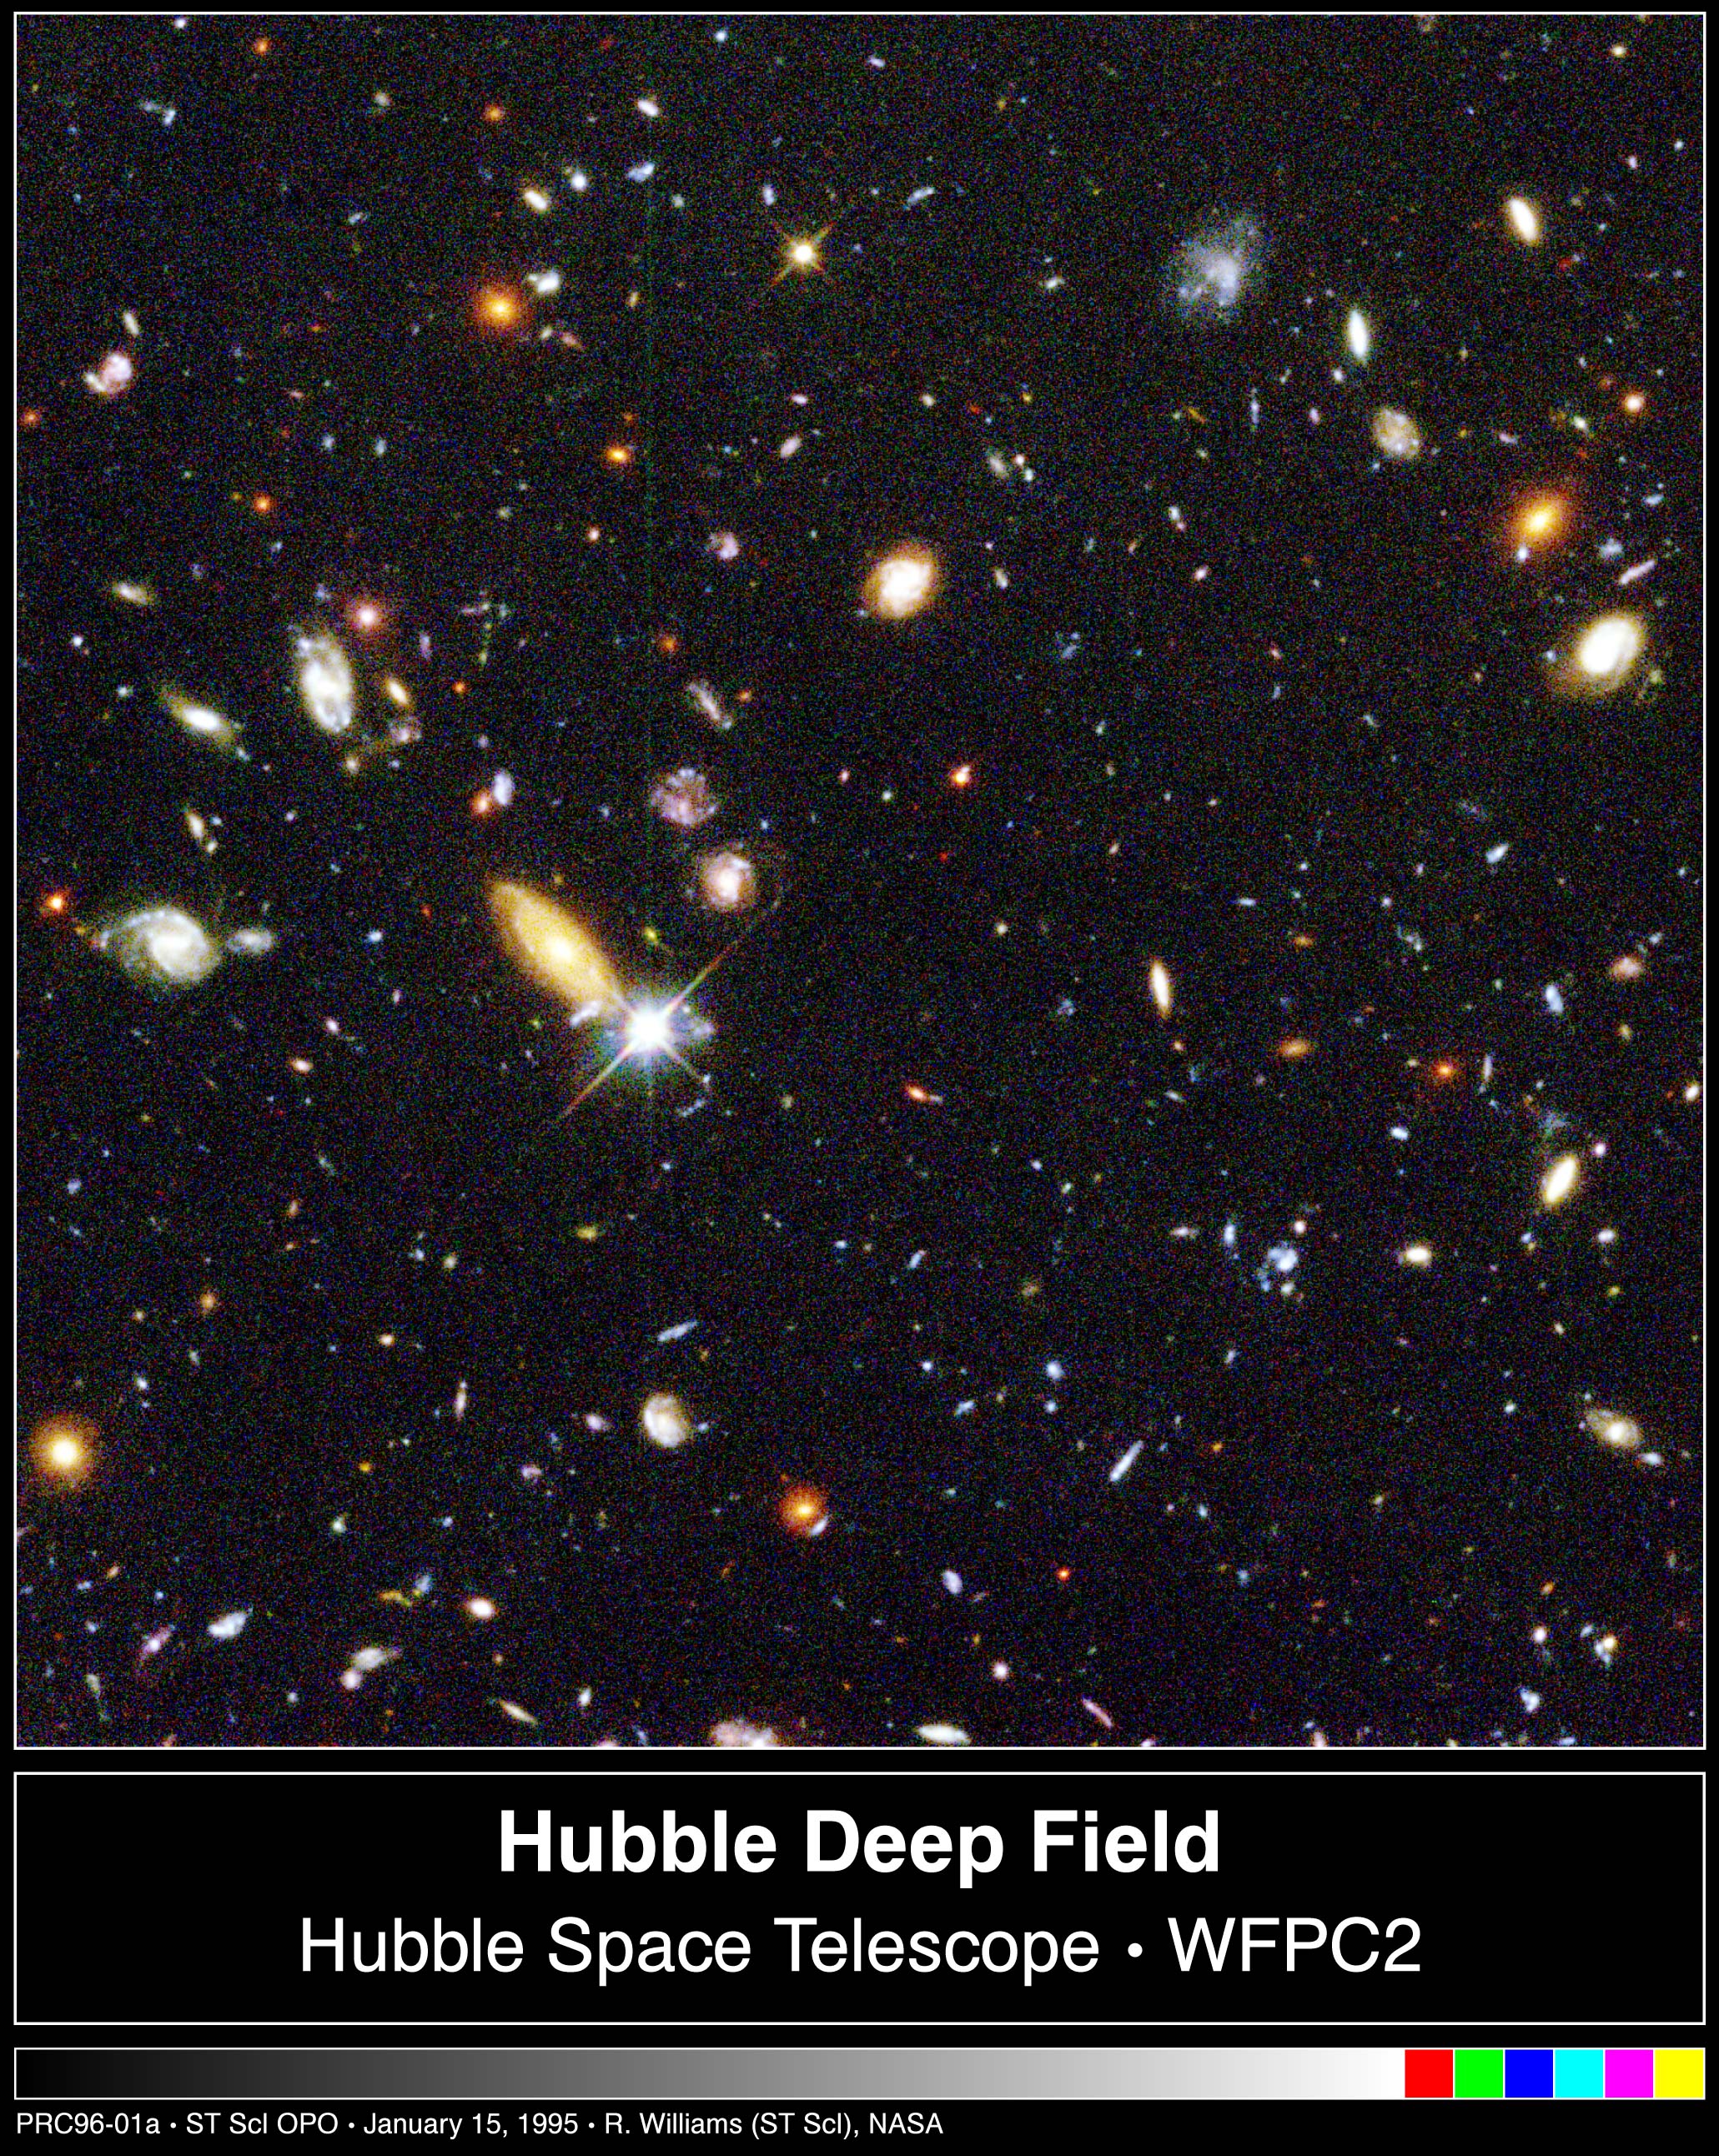 Hubble Deep Field
Hubble Space Telescope • WFPC2
PRC96-01a • ST ScI OPO • January 15, 1995 • R. Williams (ST ScI), NASA